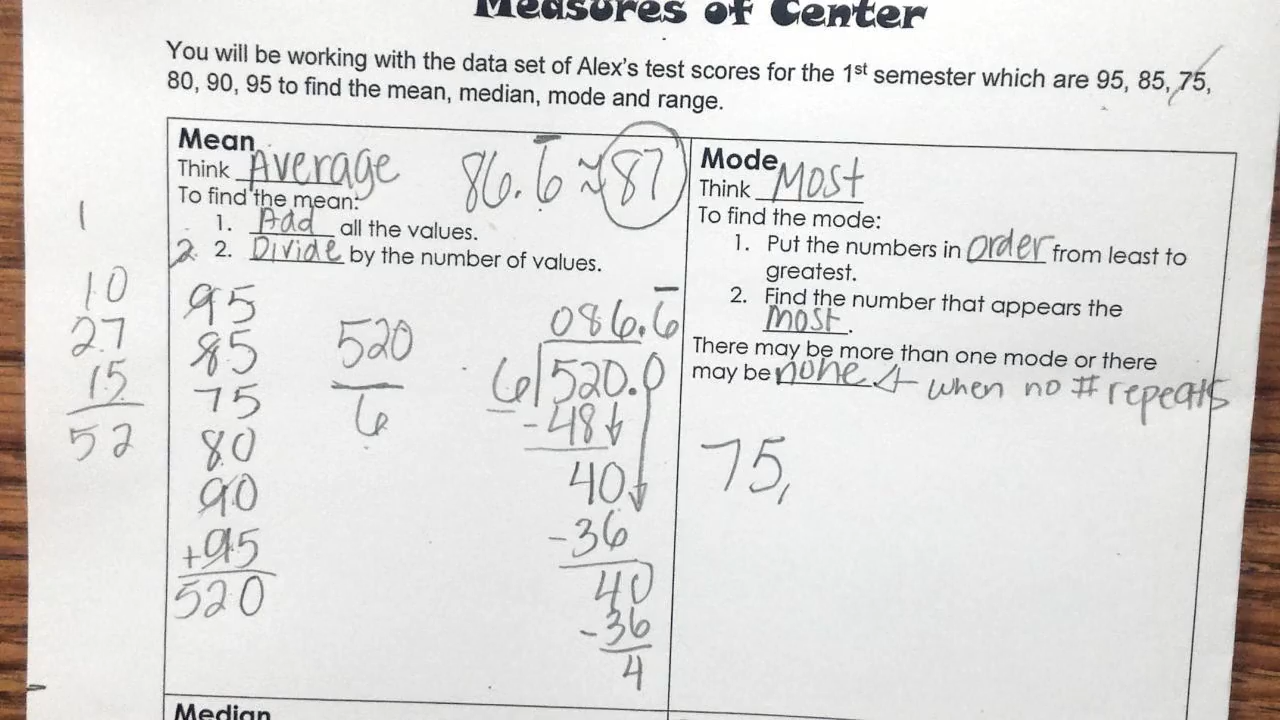 Measures of Center
You will be working with the data set of Alex's test scores for the 1st semester which are 95, 85, 75,
80, 90, 95 to find the mean, median, mode and range.
Mean
Think Average
86.6 ≈ 87
To find the mean:
1. Add all the values.
2. 2. Divide by the number of values.
1
10
27
15
52
95
85
75
80
90
+95
520
520
6
086.6
6 520.0
-48
40
-36
40
-36
4
Mode
Think Most
To find the mode:
1. Put the numbers in order from least to
greatest.
2. Find the number that appears the
most.
There may be more than one mode or there
may be none ← when no # repeats
75,
Median